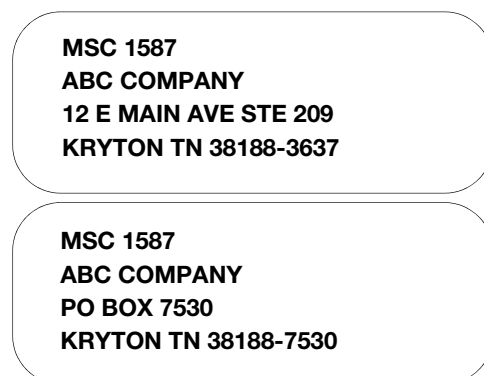 MSC 1587
ABC COMPANY
12 E MAIN AVE STE 209
KRYTON TN 38188-3637
MSC 1587
ABC COMPANY
PO BOX 7530
KRYTON TN 38188-7530